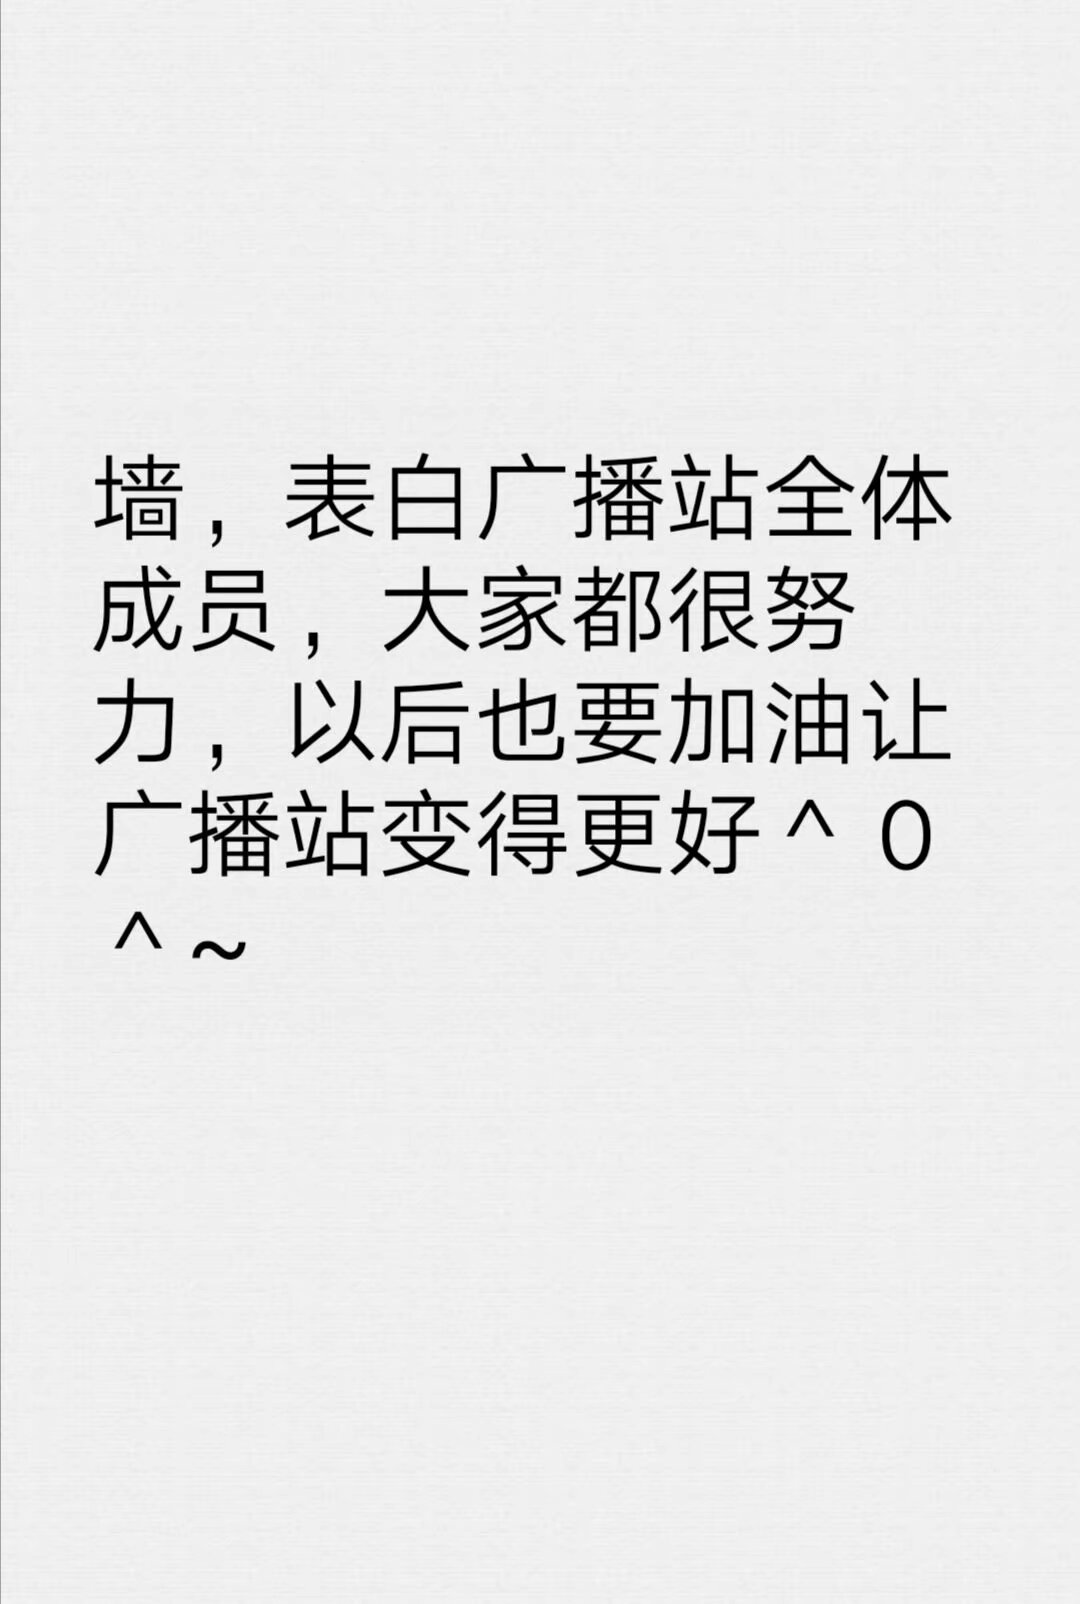 墙，表白广播站全体
成员，大家都很努
力，以后也要加油让
广播站变得更好＾０
＾~